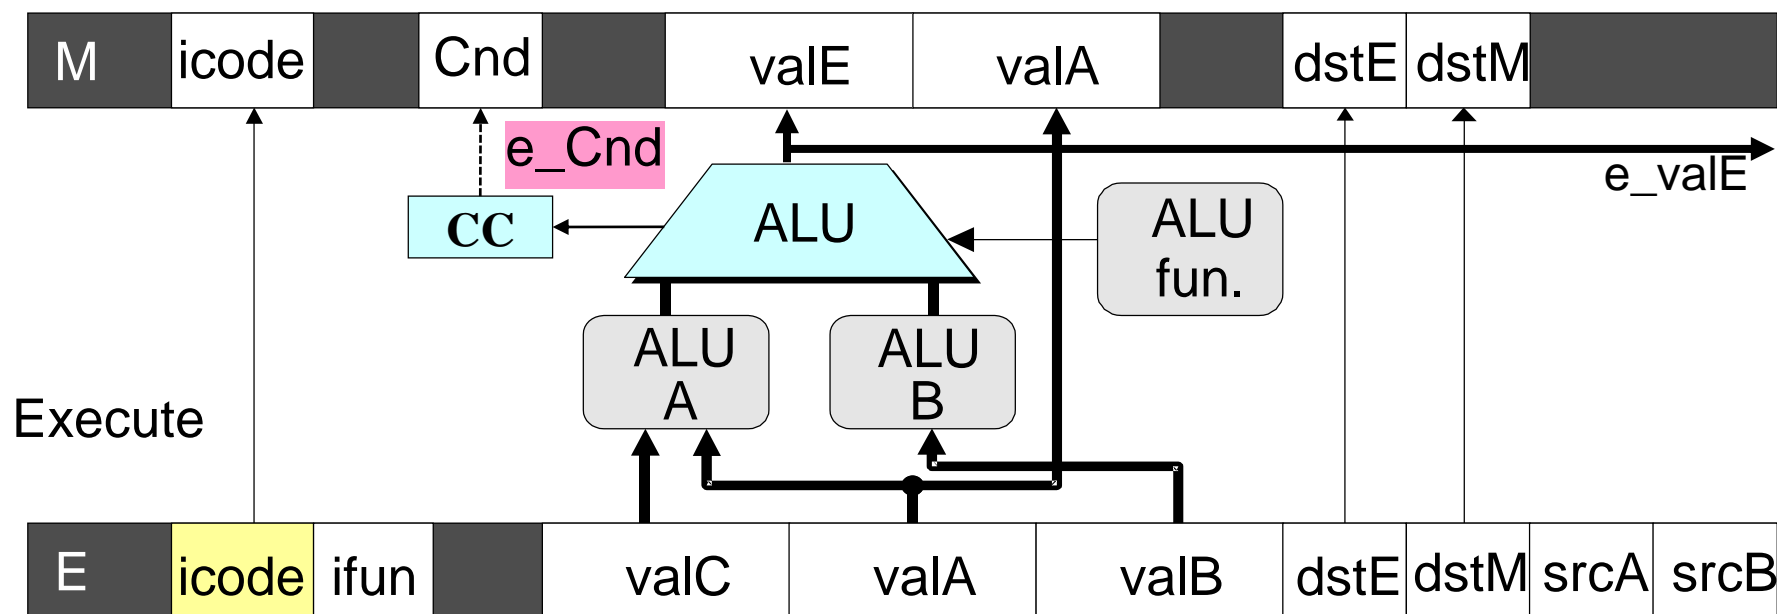 M icode Cnd valE valA dstE dstM
e_Cnd
e_valE
CC ALU ALU
fun.
ALU
A
ALU
B
Execute
E icode ifun valC valA valB dstE dstM srcA srcB